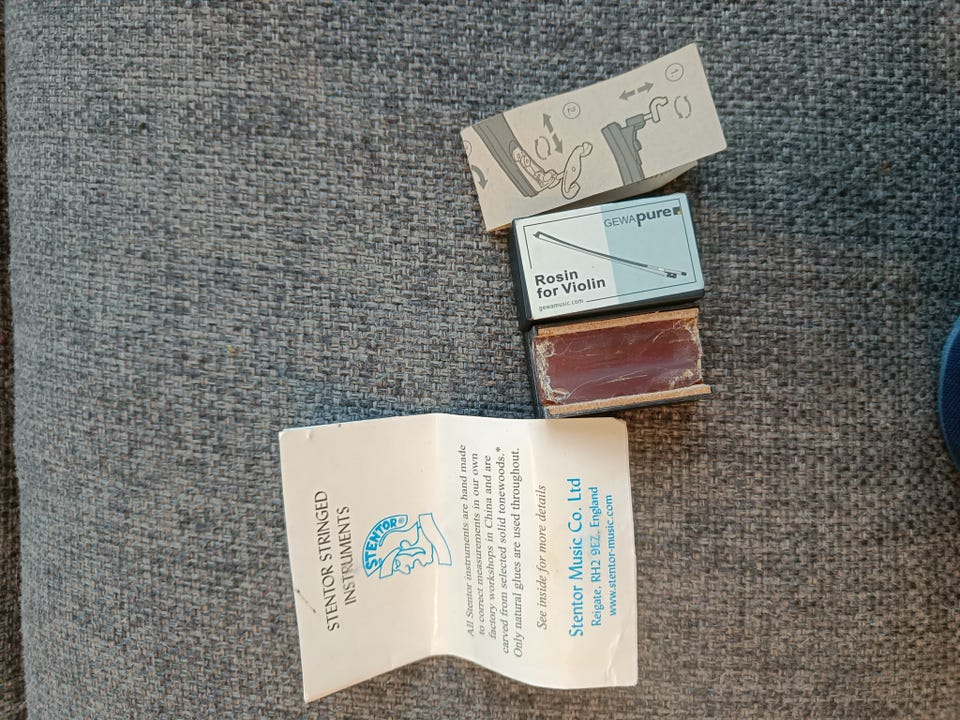 1
2
GEWApure
Rosin
for Violin
gewamusic.com
STENTOR STRINGED
INSTRUMENTS
STENTOR®
All Stentor instruments are hand made
to correct measurements in our own
factory workshops in China and are
carved from selected solid tonewoods.*
Only natural glues are used throughout.
See inside for more details
Stentor Music Co. Ltd
Reigate. RH2 9EZ. England
www.stentor-music.com